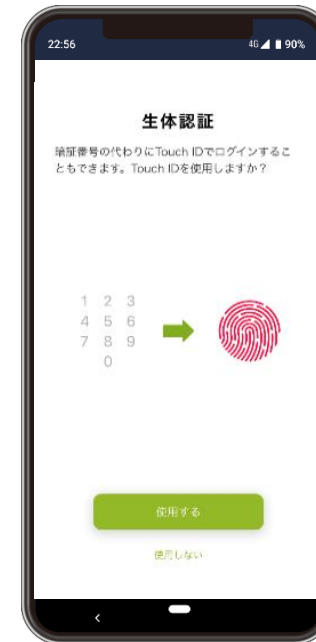 22:56 4G 90%
生体認証
暗証番号の代わりにTouch IDでログインするこ
ともできます。Touch IDを使用しますか？
1 2 3
4 5 6
7 8 9
0
使用する
使用しない